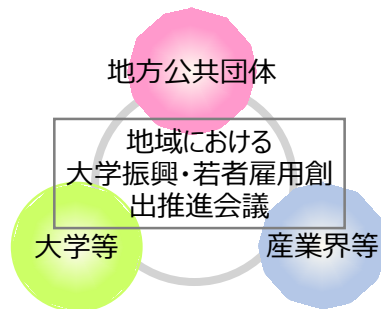 地方公共団体
地域における
大学振興・若者雇用創
出推進会議
大学等
産業界等